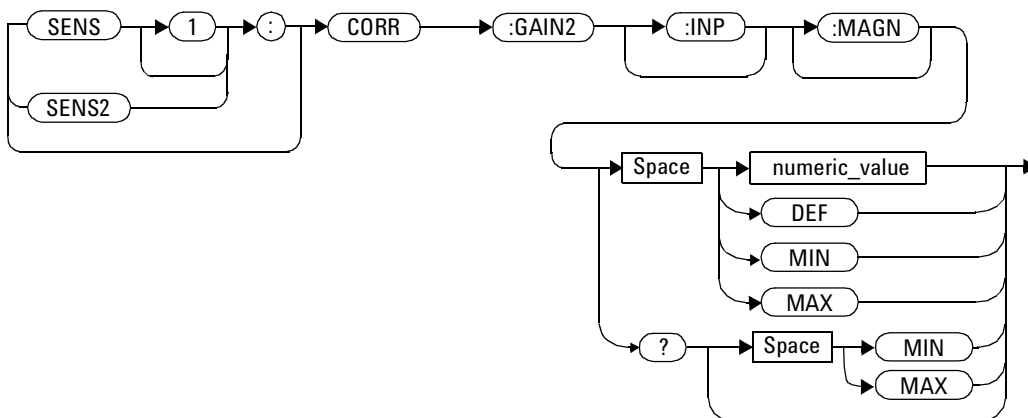 SENS 1 : CORR :GAIN2 :INP :MAGN
SENS2
Space numeric_value
DEF
MIN
MAX
? Space MIN
MAX